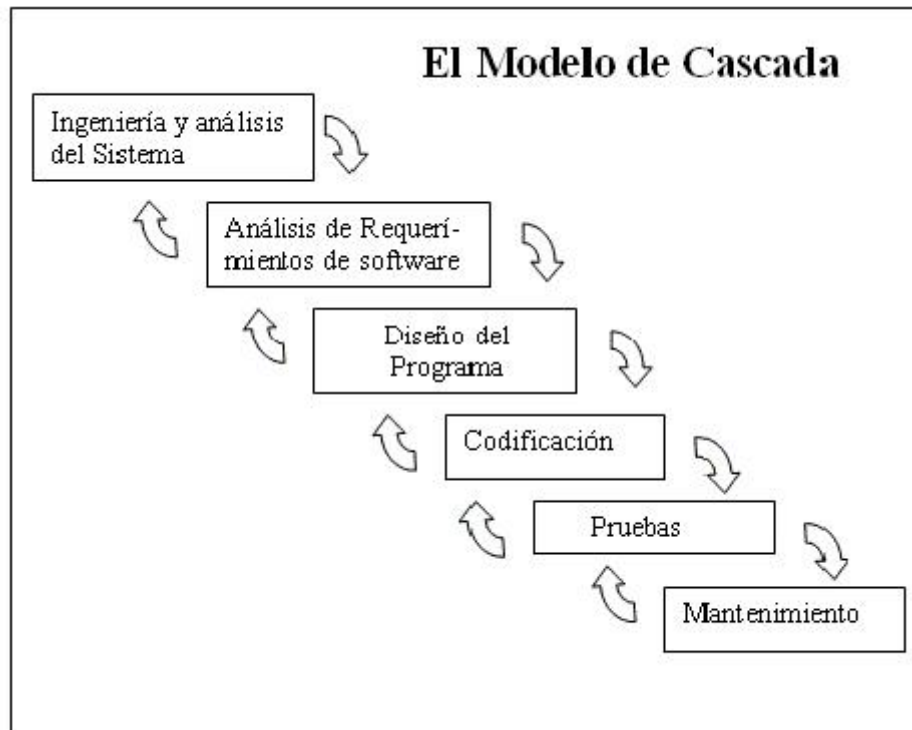 El Modelo de Cascada
Ingeniería y análisis
del Sistema
Análisis de Requerí-
mientos de software
Diseño del
Programa
Codificación
Pruebas
Mantenimiento